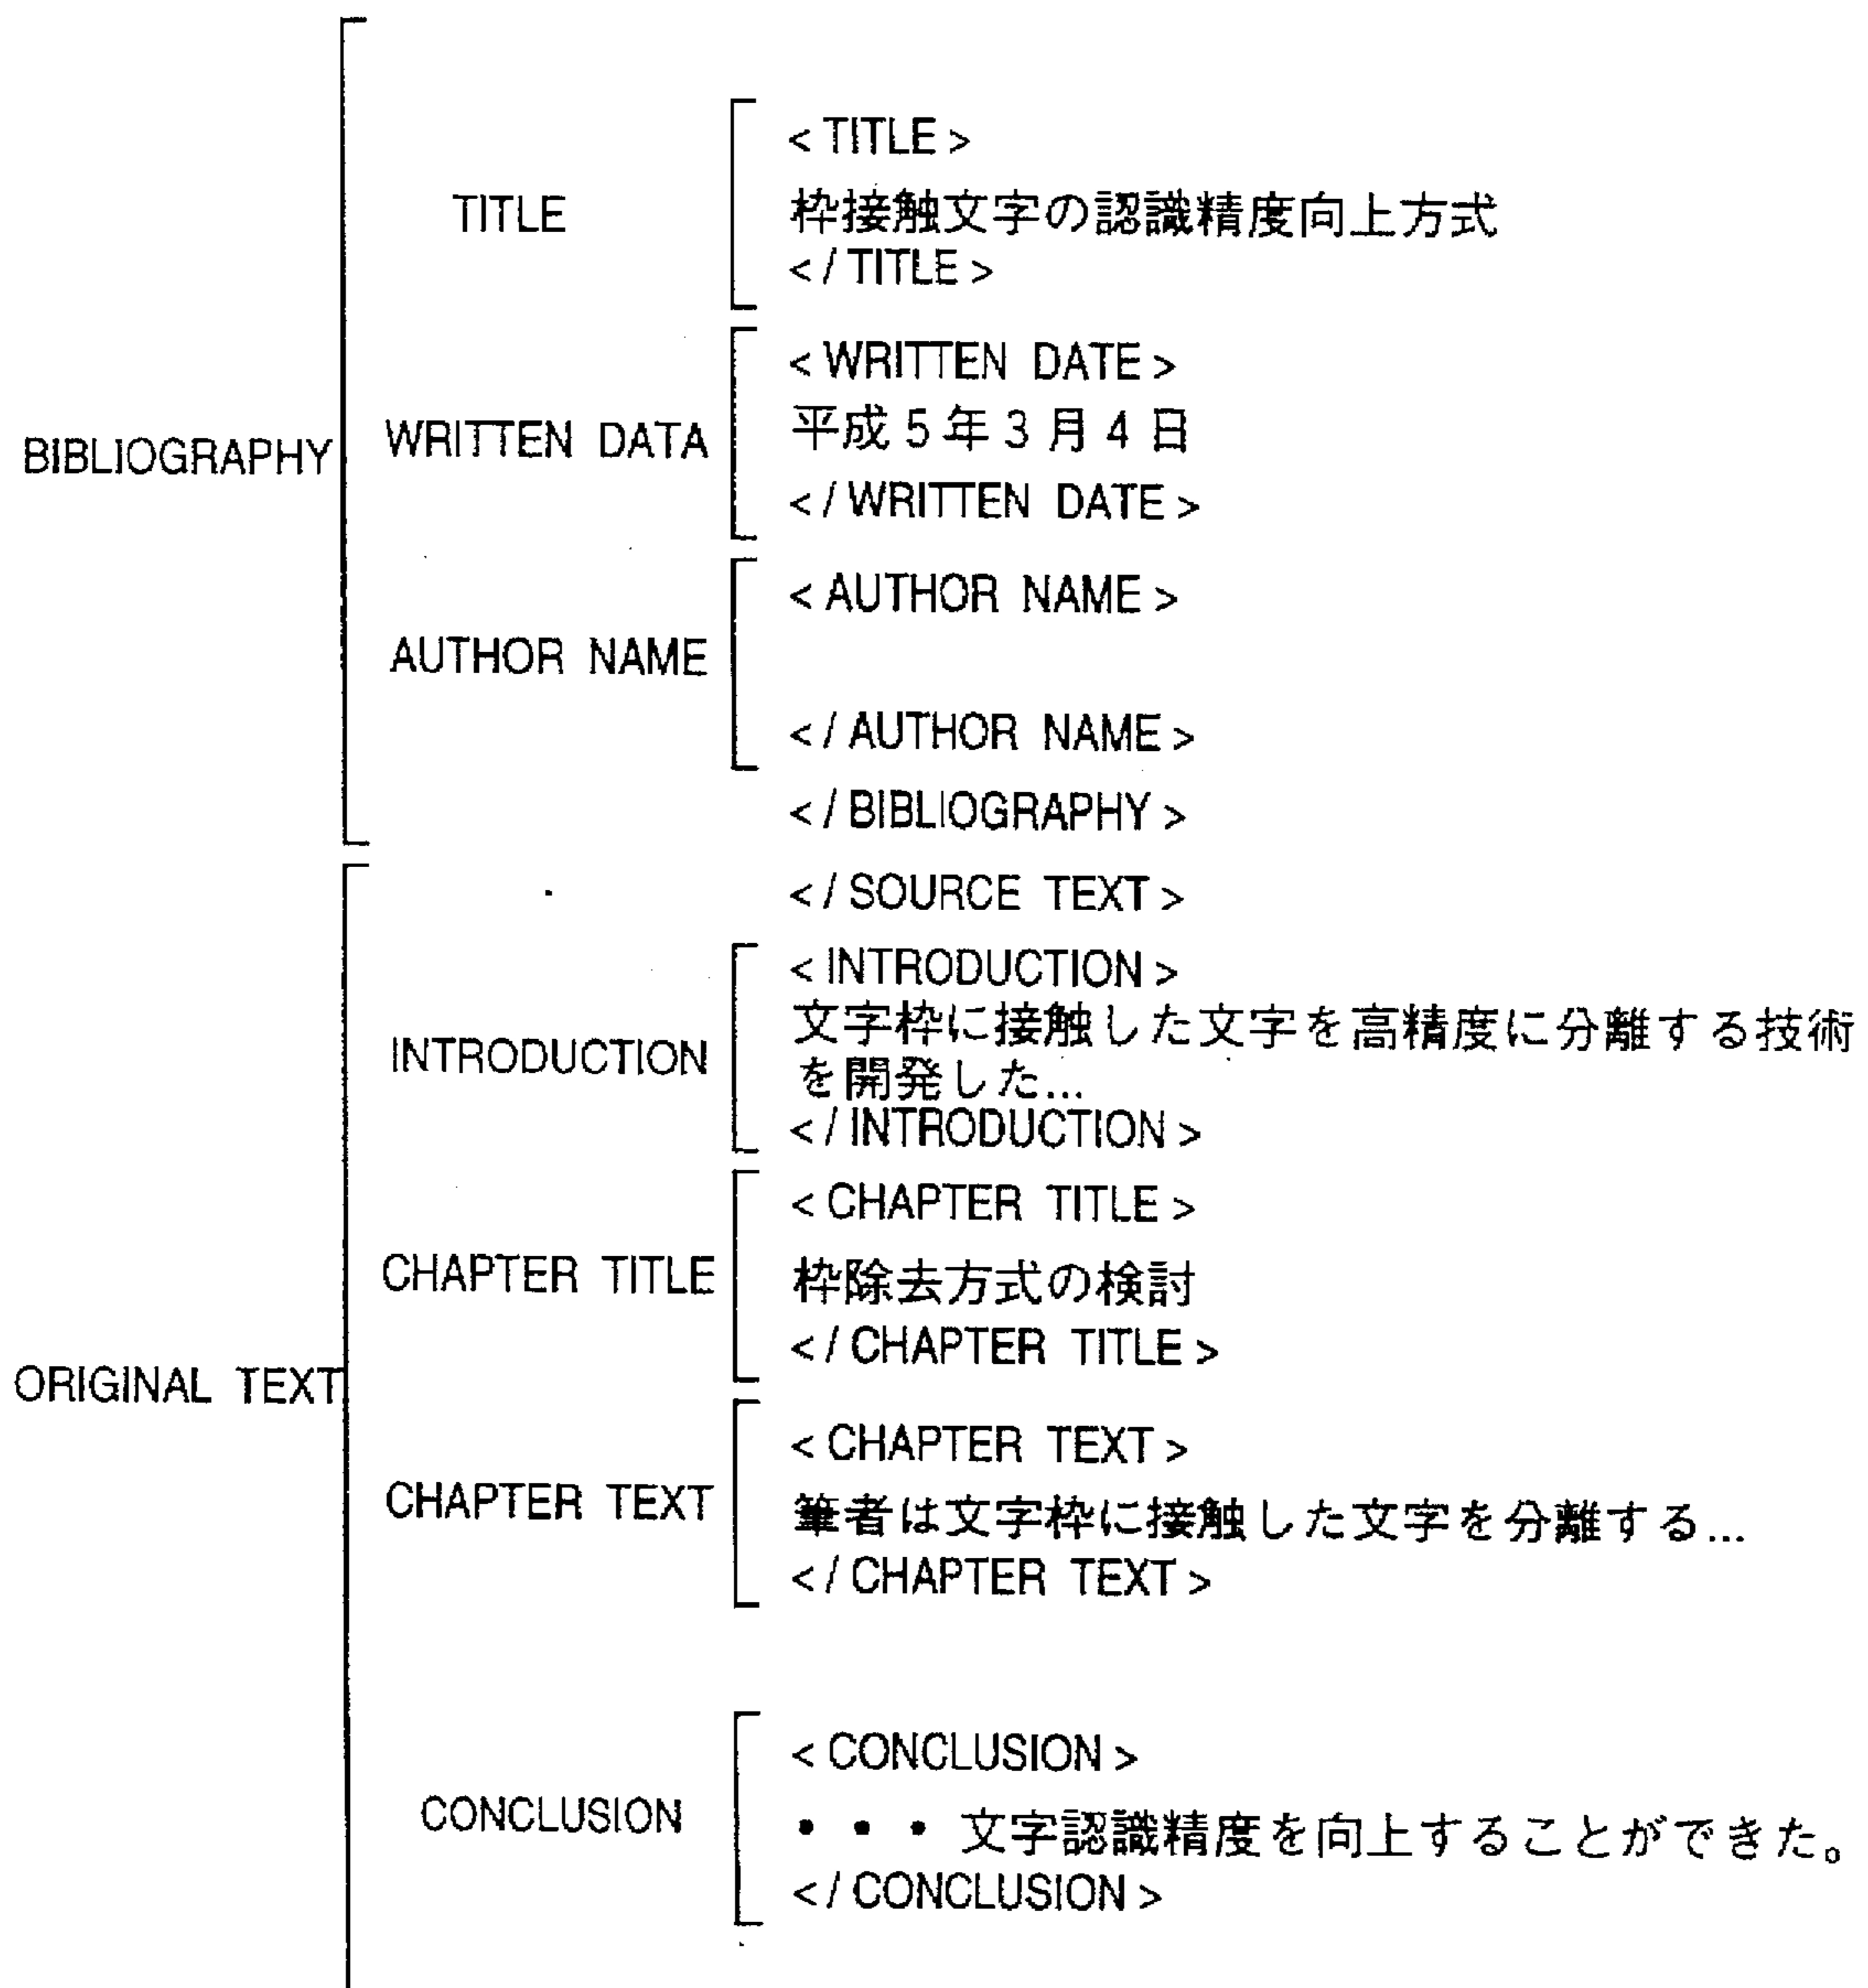 BIBLIOGRAPHY
TITLE
< TITLE >
枠接触文字の認識精度向上方式
</ TITLE >
WRITTEN DATA
< WRITTEN DATE >
平成5年3月4日
</ WRITTEN DATE >
AUTHOR NAME
< AUTHOR NAME >
</ AUTHOR NAME >
</ BIBLIOGRAPHY >
ORIGINAL TEXT
</ SOURCE TEXT >
INTRODUCTION
< INTRODUCTION >
文字枠に接触した文字を高精度に分離する技術
を開発した...
</ INTRODUCTION >
CHAPTER TITLE
< CHAPTER TITLE >
枠除去方式の検討
</ CHAPTER TITLE >
CHAPTER TEXT
< CHAPTER TEXT >
筆者は文字枠に接触した文字を分離する...
</ CHAPTER TEXT >
CONCLUSION
< CONCLUSION >
・・・文字認識精度を向上することができた。
</ CONCLUSION >